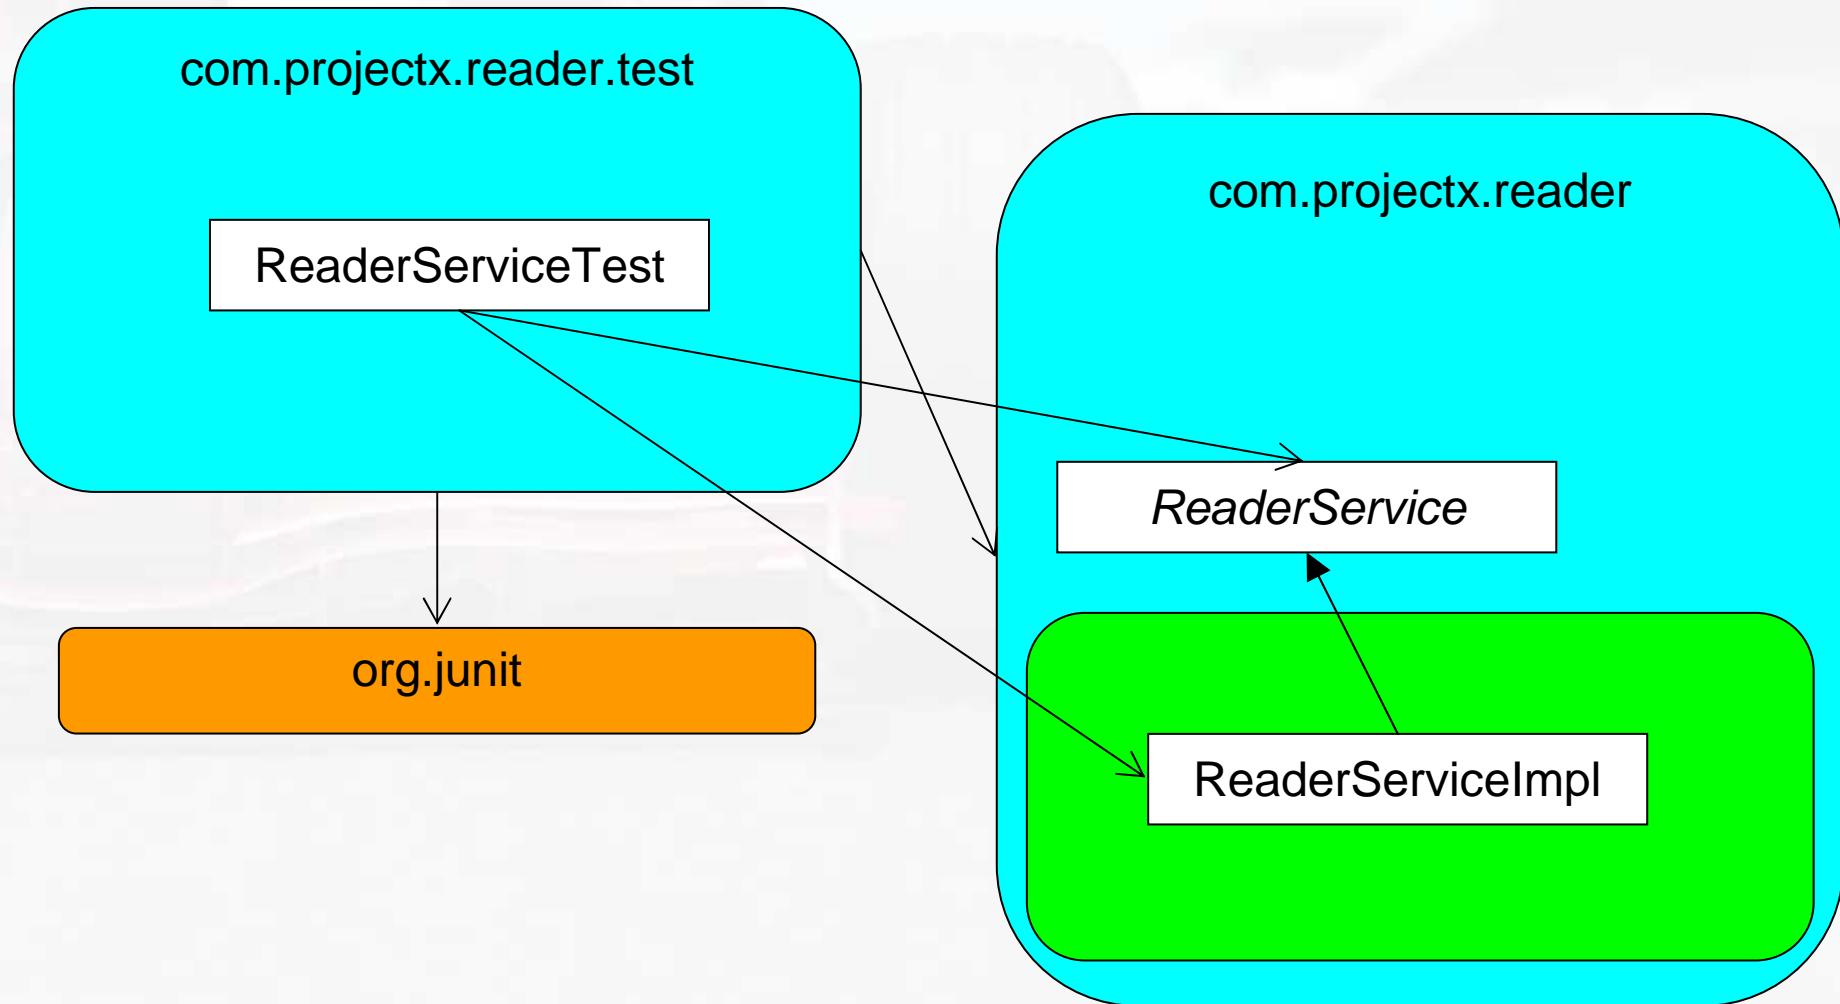 com.projectx.reader.test
ReaderServiceTest
org.junit
com.projectx.reader
ReaderService
ReaderServiceImpl